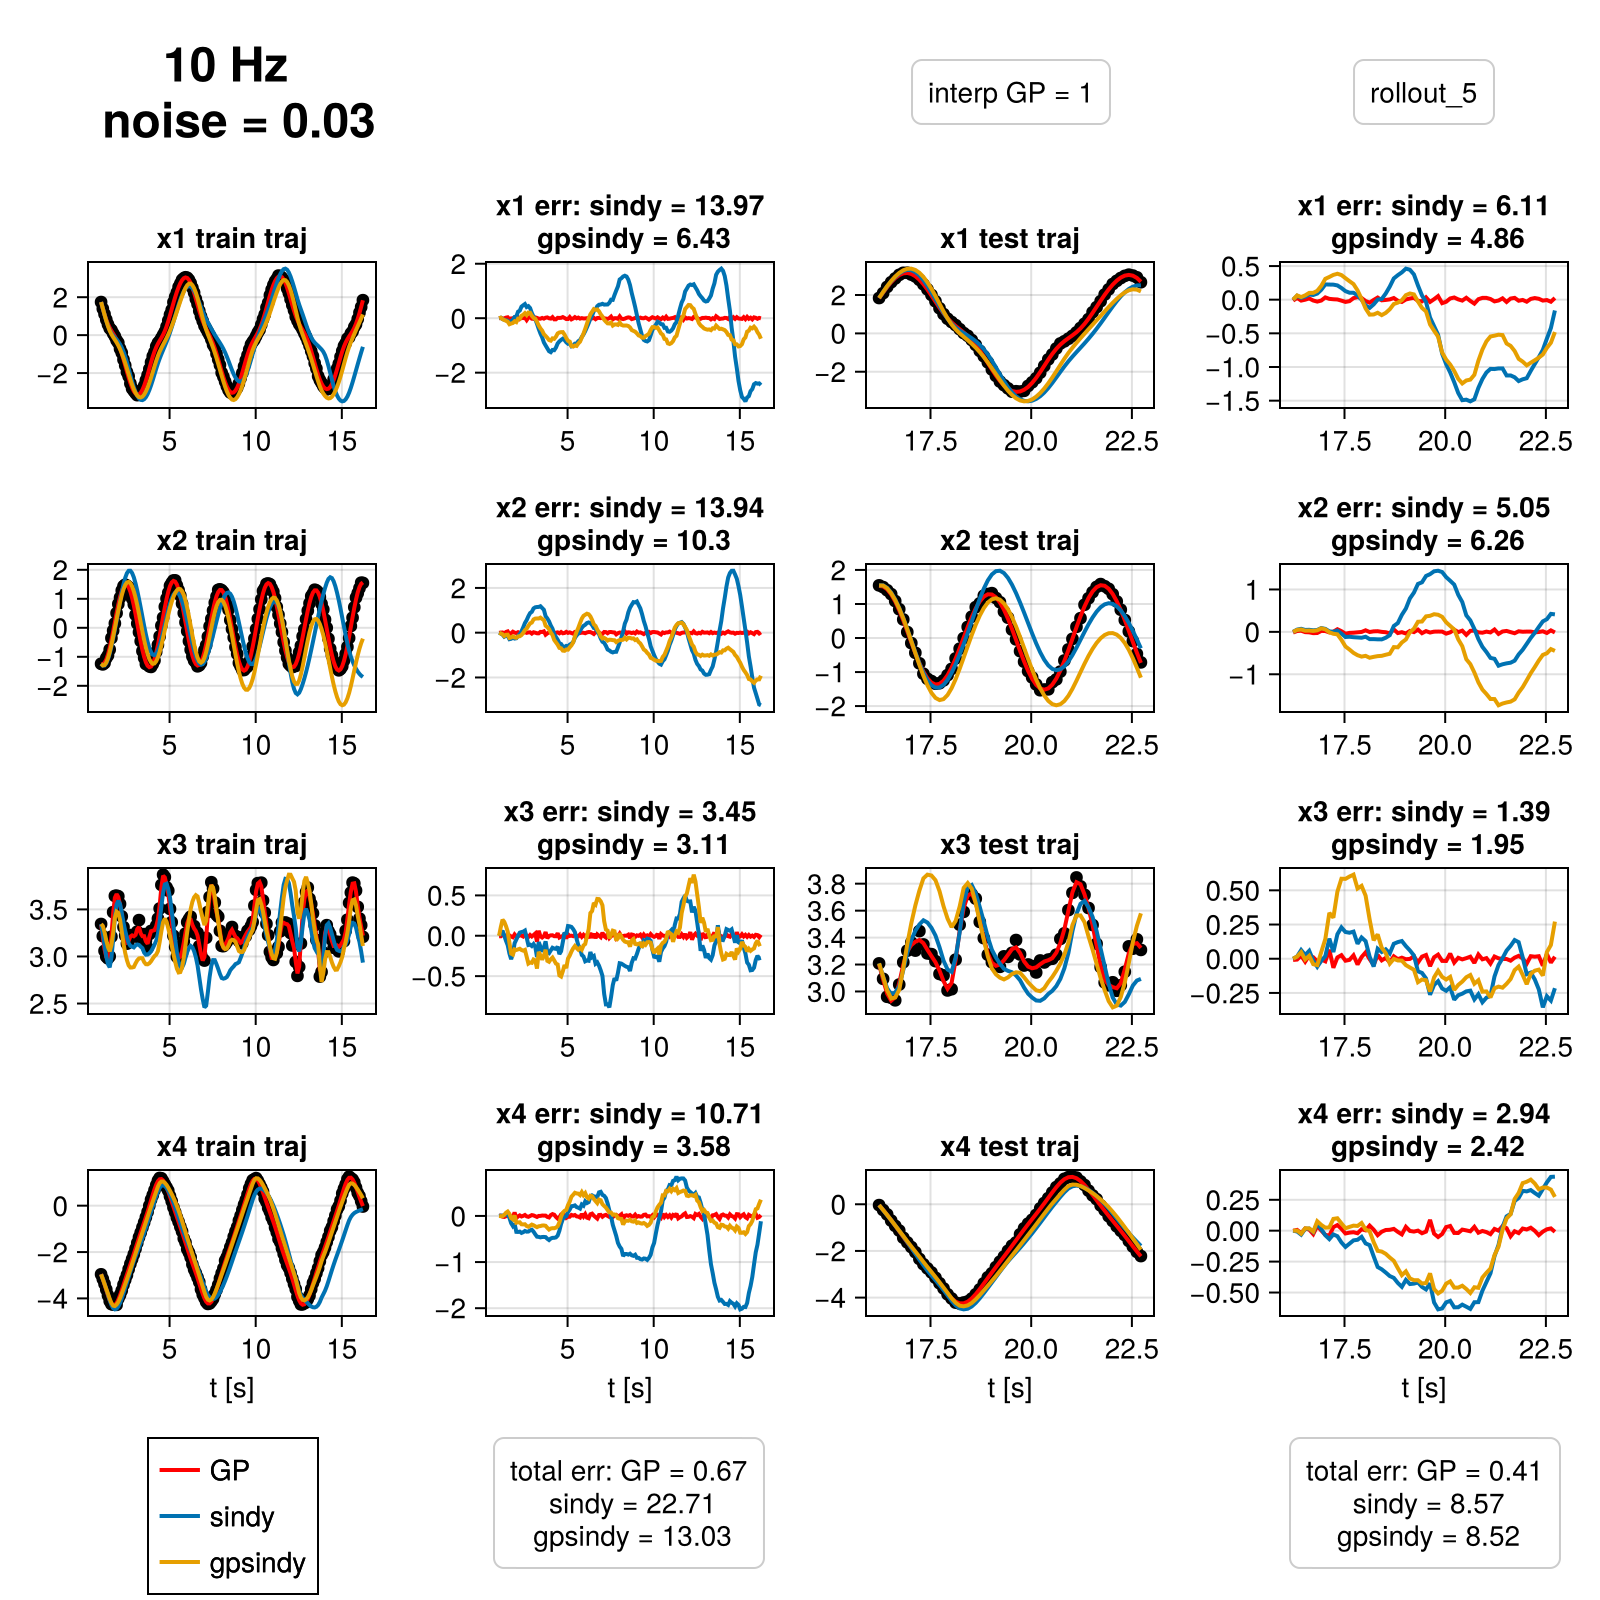 10 Hz
noise = 0.03
interp GP = 1
rollout_5
x1 train traj
2
0
−2
5
10
15
x1 err: sindy = 13.97
gpsindy = 6.43
2
0
−2
5
10
15
x1 test traj
2
0
−2
17.5
20.0
22.5
x1 err: sindy = 6.11
gpsindy = 4.86
0.5
0.0
−0.5
−1.0
−1.5
17.5
20.0
22.5
x2 train traj
2
1
0
−1
−2
5
10
15
x2 err: sindy = 13.94
gpsindy = 10.3
2
0
−2
5
10
15
x2 test traj
2
1
0
−1
−2
17.5
20.0
22.5
x2 err: sindy = 5.05
gpsindy = 6.26
1
0
−1
17.5
20.0
22.5
x3 train traj
3.5
3.0
2.5
5
10
15
x3 err: sindy = 3.45
gpsindy = 3.11
0.5
0.0
−0.5
5
10
15
x3 test traj
3.8
3.6
3.4
3.2
3.0
17.5
20.0
22.5
x3 err: sindy = 1.39
gpsindy = 1.95
0.50
0.25
0.00
−0.25
17.5
20.0
22.5
x4 train traj
0
−2
−4
5
10
15
t [s]
x4 err: sindy = 10.71
gpsindy = 3.58
0
−1
−2
5
10
15
t [s]
x4 test traj
0
−2
−4
17.5
20.0
22.5
t [s]
x4 err: sindy = 2.94
gpsindy = 2.42
0.25
0.00
−0.25
−0.50
17.5
20.0
22.5
t [s]
GP
sindy
gpsindy
total err: GP = 0.67
sindy = 22.71
gpsindy = 13.03
total err: GP = 0.41
sindy = 8.57
gpsindy = 8.52